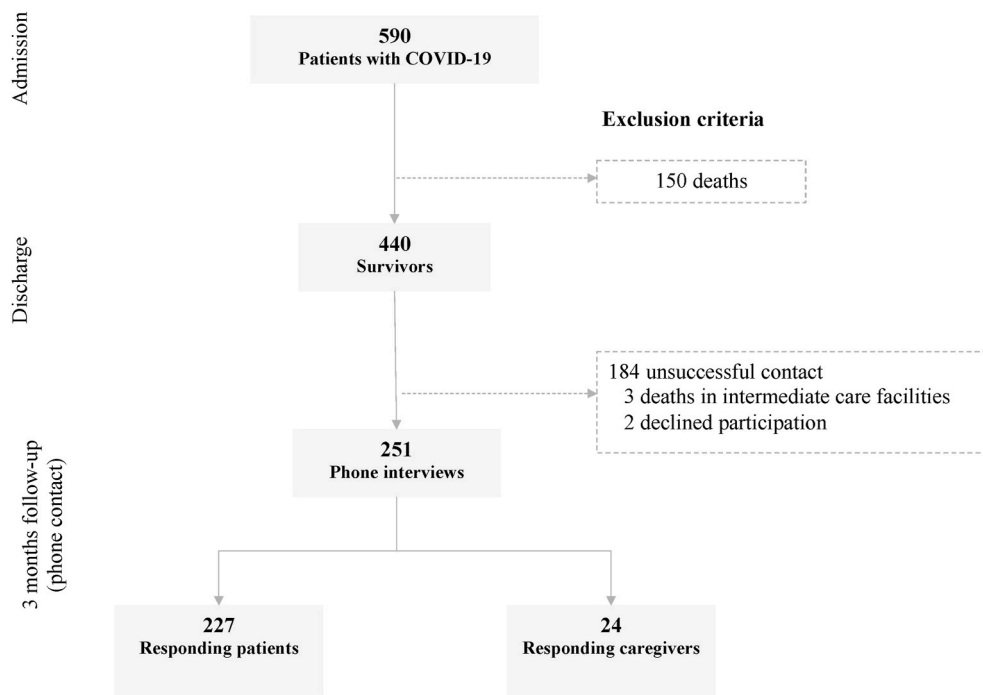 Admission
590
Patients with COVID-19
Exclusion criteria
150 deaths
Discharge
440
Survivors
184 unsuccessful contact
3 deaths in intermediate care facilities
2 declined participation
3 months follow-up
(phone contact)
251
Phone interviews
227
Responding patients
24
Responding caregivers